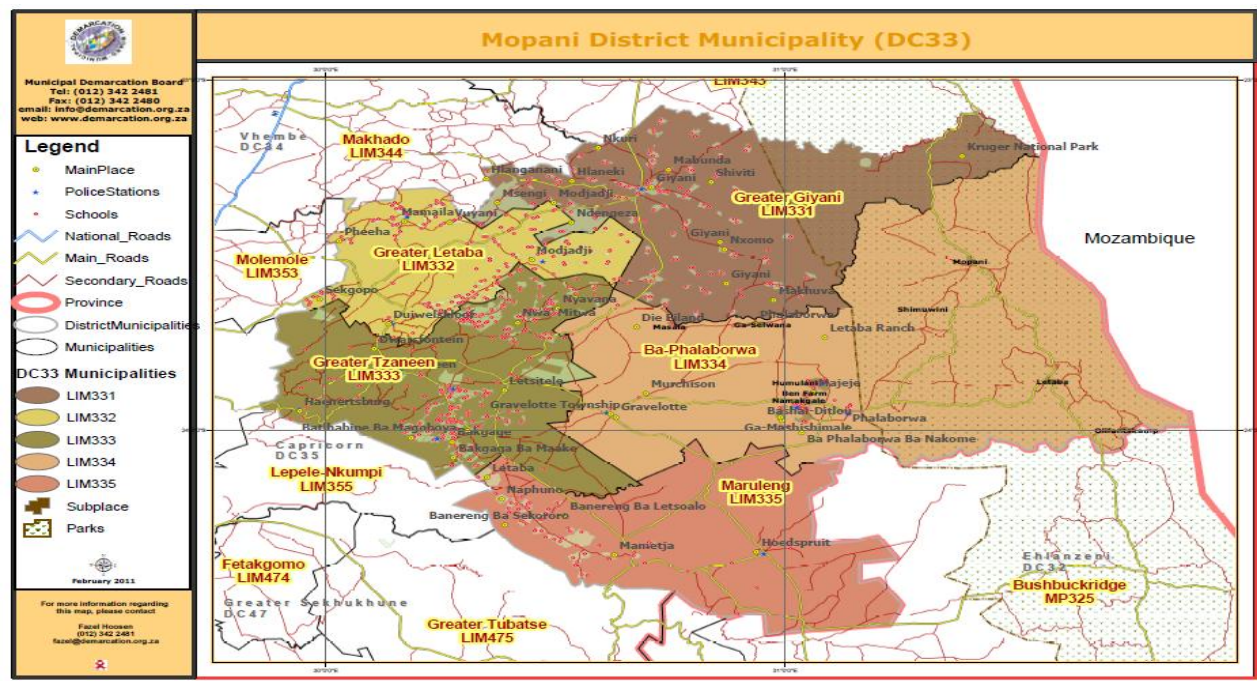 Mopani District Municipality (DC33)
Municipal Demarcation Board
Tel: (012) 342 2481
Fax: (012) 342 2480
email: info@demarcation.org.za
web: www.demarcation.org.za
Legend
MainPlace
PoliceStations
Schools
National_Roads
Main_Roads
Secondary_Roads
Province
DistrictMunicipalities
Municipalities
DC33 Municipalities
LIM331
LIM332
LIM333
LIM334
LIM335
Subplace
Parks
February 2011
For more information regarding
this map, please contact
Fazel Hoosen
(012) 342 2481
fazel@demarcation.org.za
LIM343
Vhembe
DC34
Makhado
LIM344
Nkuri
Kruger National Park
Mabunda
Hlanganani
Hlaneki
Giyani
Shiviti
Msengi
Modjadji
Greater Giyani
LIM331
Mamaila
Vuyani
Ndengeza
Pheeha
Mozambique
Greater Letaba
LIM332
Modjadji
Giyani
Nxomo
Molemole
LIM353
Mopani
Giyani
Sekgopo
Nyavana
Makhuva
Duiwelskloof
Nwa-Mitwa
Die Eiland
Phalaborwa
Shimuwini
Masala
Ga-Selwana
Letaba Ranch
Greater Tzaneen
LIM333
Ba-Phalaborwa
LIM334
Letsitele
Murchison
Humulani
Majeje
Letaba
Haenertsburg
Gravelotte Township
Gravelotte
Ben Farm
Namakgale
Bashai-Ditlou
Phalaborwa
Ga-Mashishimale
Ba Phalaborwa Ba Nakome
Capricorn
DC35
Bakgaga Ba Maake
Lepele-Nkumpi
LIM355
Letaba
Maruleng
LIM335
Naphuno
Banereng Ba Letsoalo
Banereng Ba Sekororo
Mametja
Hoedspruit
Fetakgomo
LIM474
Ehlanzeni
DC32
Bushbuckridge
MP325
Greater Sekhukhune
DC47
Greater Tubatse
LIM475